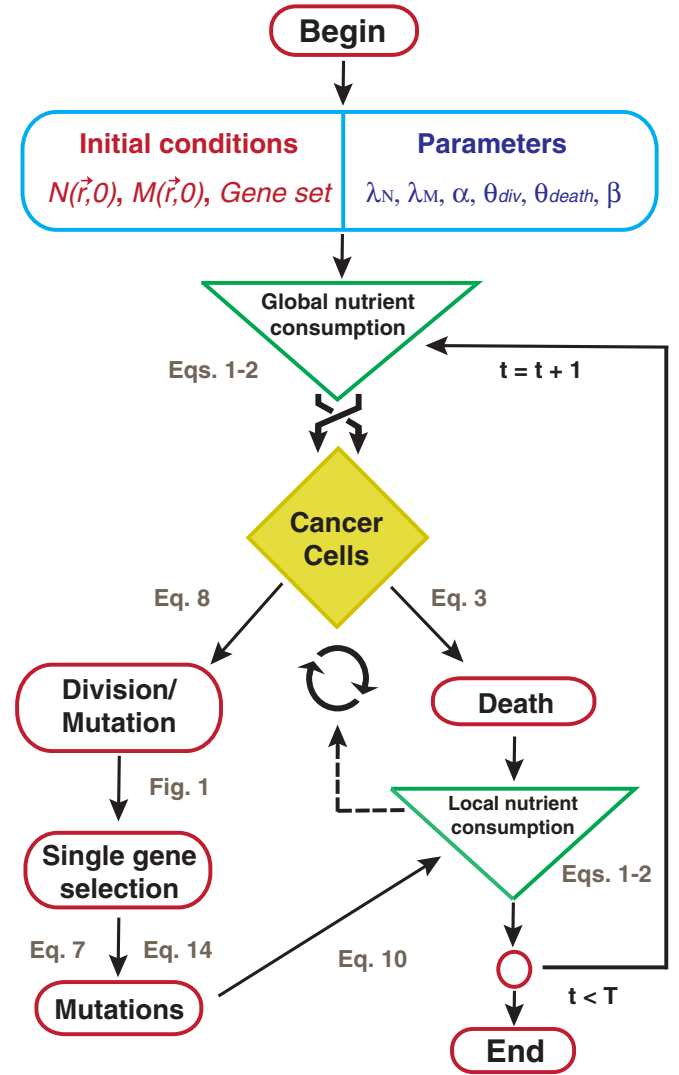 Begin
Initial conditions
N(r⃗,0), M(r⃗,0), Gene set
Parameters
λN, λM, α, θdiv, θdeath, β
Global nutrient
consumption
Eqs. 1-2
t = t + 1
Cancer
Cells
Eq. 8
Eq. 3
Division/
Mutation
Death
Fig. 1
Local nutrient
consumption
Single gene
selection
Eqs. 1-2
Eq. 7
Eq. 14
Eq. 10
Mutations
t < T
End